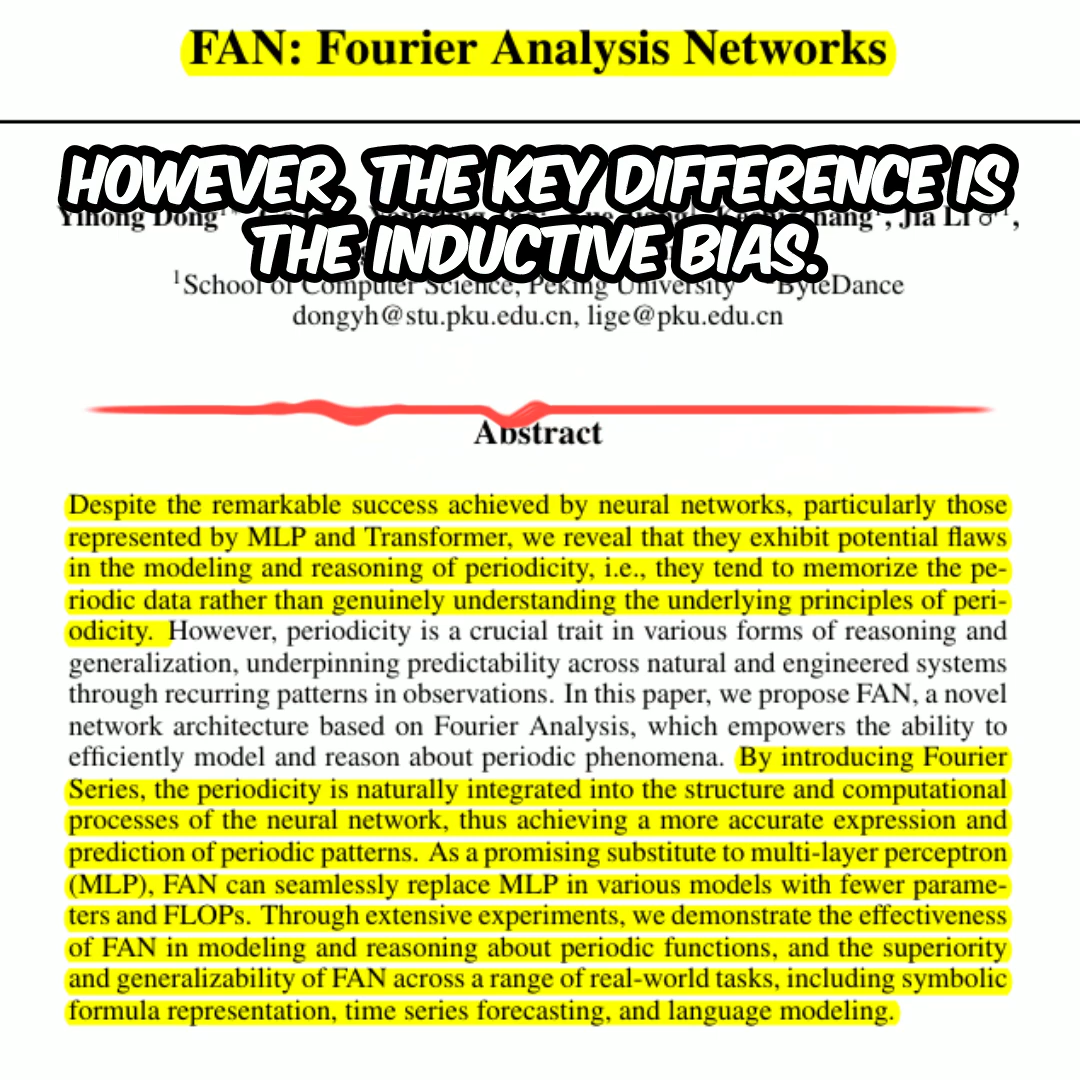 FAN: Fourier Analysis Networks
HOWEVER, THE KEY DIFFERENCE IS
Yihong Dong Zhang¹, Jia Li ♂¹,
THE INDUCTIVE BIAS.
¹School of Computer Science, Peking University ByteDance
dongyh@stu.pku.edu.cn, lige@pku.edu.cn
Abstract
Despite the remarkable success achieved by neural networks, particularly those
represented by MLP and Transformer, we reveal that they exhibit potential flaws
in the modeling and reasoning of periodicity, i.e., they tend to memorize the pe-
riodic data rather than genuinely understanding the underlying principles of peri-
odicity. However, periodicity is a crucial trait in various forms of reasoning and
generalization, underpinning predictability across natural and engineered systems
through recurring patterns in observations. In this paper, we propose FAN, a novel
network architecture based on Fourier Analysis, which empowers the ability to
efficiently model and reason about periodic phenomena. By introducing Fourier
Series, the periodicity is naturally integrated into the structure and computational
processes of the neural network, thus achieving a more accurate expression and
prediction of periodic patterns. As a promising substitute to multi-layer perceptron
(MLP), FAN can seamlessly replace MLP in various models with fewer parame-
ters and FLOPs. Through extensive experiments, we demonstrate the effectiveness
of FAN in modeling and reasoning about periodic functions, and the superiority
and generalizability of FAN across a range of real-world tasks, including symbolic
formula representation, time series forecasting, and language modeling.